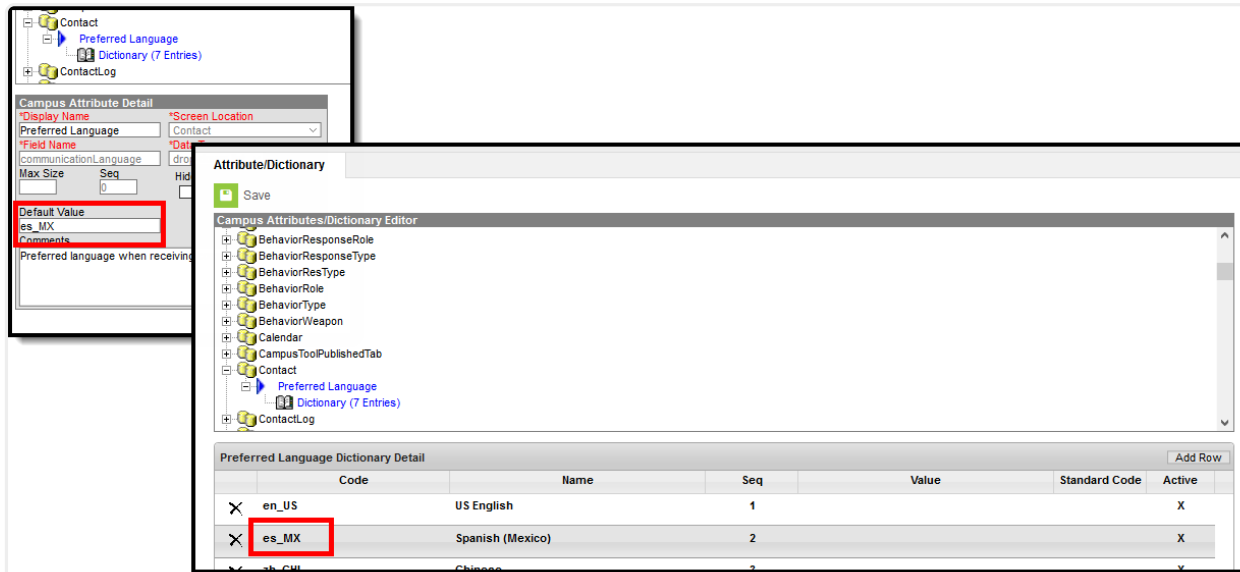 Contact
Preferred Language
Dictionary (7 Entries)
ContactLog
Campus Attribute Detail
*Display Name *Screen Location
Preferred Language Contact
*Field Name
communicationLanguage
Max Size Seq
0
Default Value
es_MX
Comments
Preferred language when receiving
Attribute/Dictionary
Save
Campus Attributes/Dictionary Editor
BehaviorResponseRole
BehaviorResponseType
BehaviorResType
BehaviorRole
BehaviorType
BehaviorWeapon
Calendar
CampusToolPublishedTab
Contact
Preferred Language
Dictionary (7 Entries)
ContactLog
Preferred Language Dictionary Detail Add Row
Code Name Seq Value Standard Code Active
X en_US US English 1 X
X es_MX Spanish (Mexico) 2 X